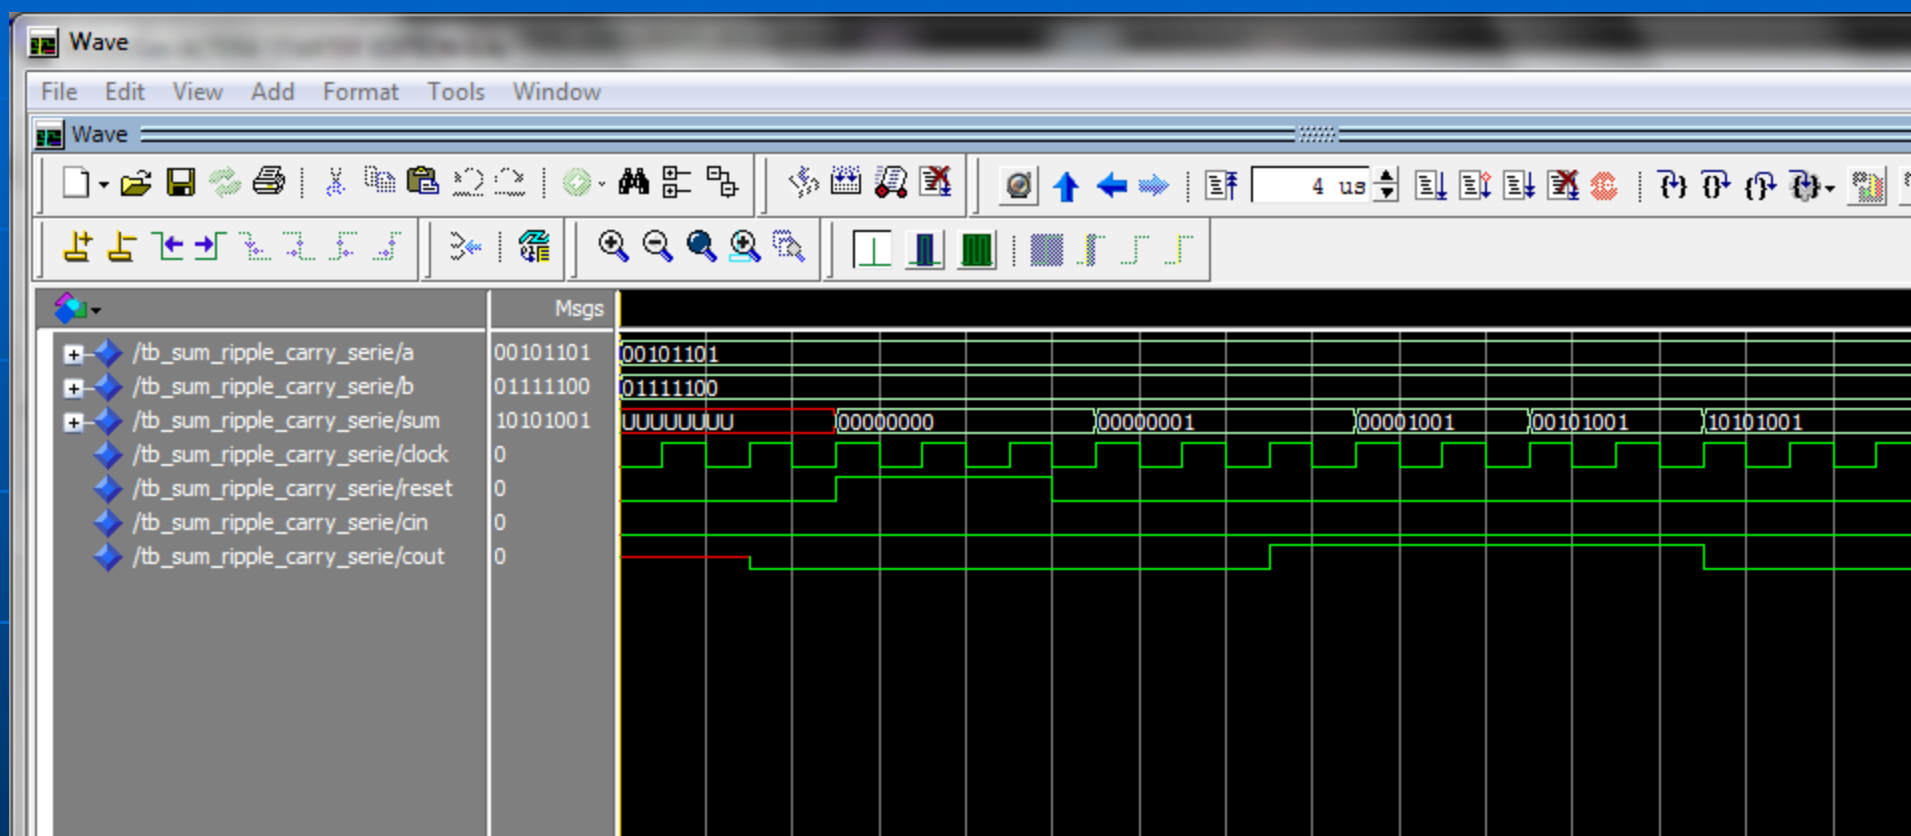 Wave
File Edit View Add Format Tools Window
Wave
4 us
Msgs
/tb_sum_ripple_carry_serie/a 00101101 00101101
/tb_sum_ripple_carry_serie/b 01111100 01111100
/tb_sum_ripple_carry_serie/sum 10101001 UUUUUUUU 00000000 00000001 00001001 00101001 10101001
/tb_sum_ripple_carry_serie/clock 0
/tb_sum_ripple_carry_serie/reset 0
/tb_sum_ripple_carry_serie/cin 0
/tb_sum_ripple_carry_serie/cout 0